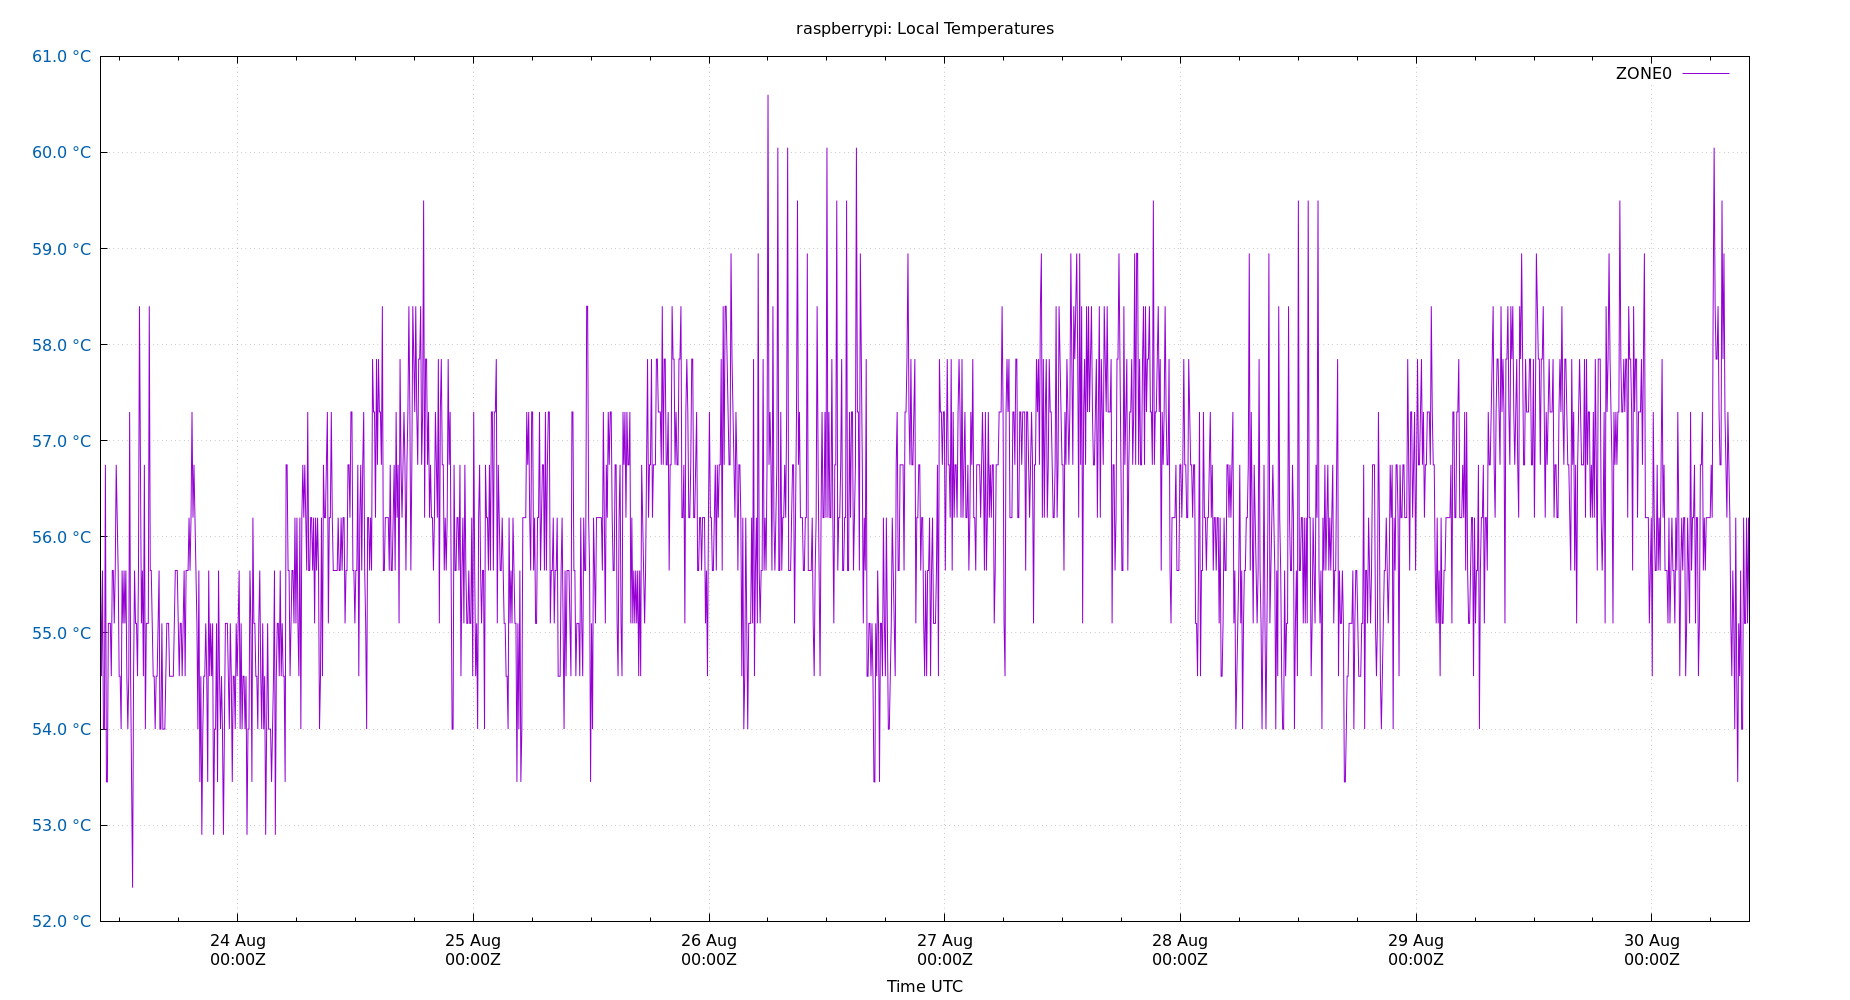 raspberrypi: Local Temperatures
61.0 °C
ZONE0
60.0 °C
59.0 °C
58.0 °C
57.0 °C
56.0 °C
55.0 °C
54.0 °C
53.0 °C
52.0 °C
24 Aug 25 Aug 26 Aug 27 Aug 28 Aug 29 Aug 30 Aug
00:00Z 00:00Z 00:00Z 00:00Z 00:00Z 00:00Z 00:00Z
Time UTC